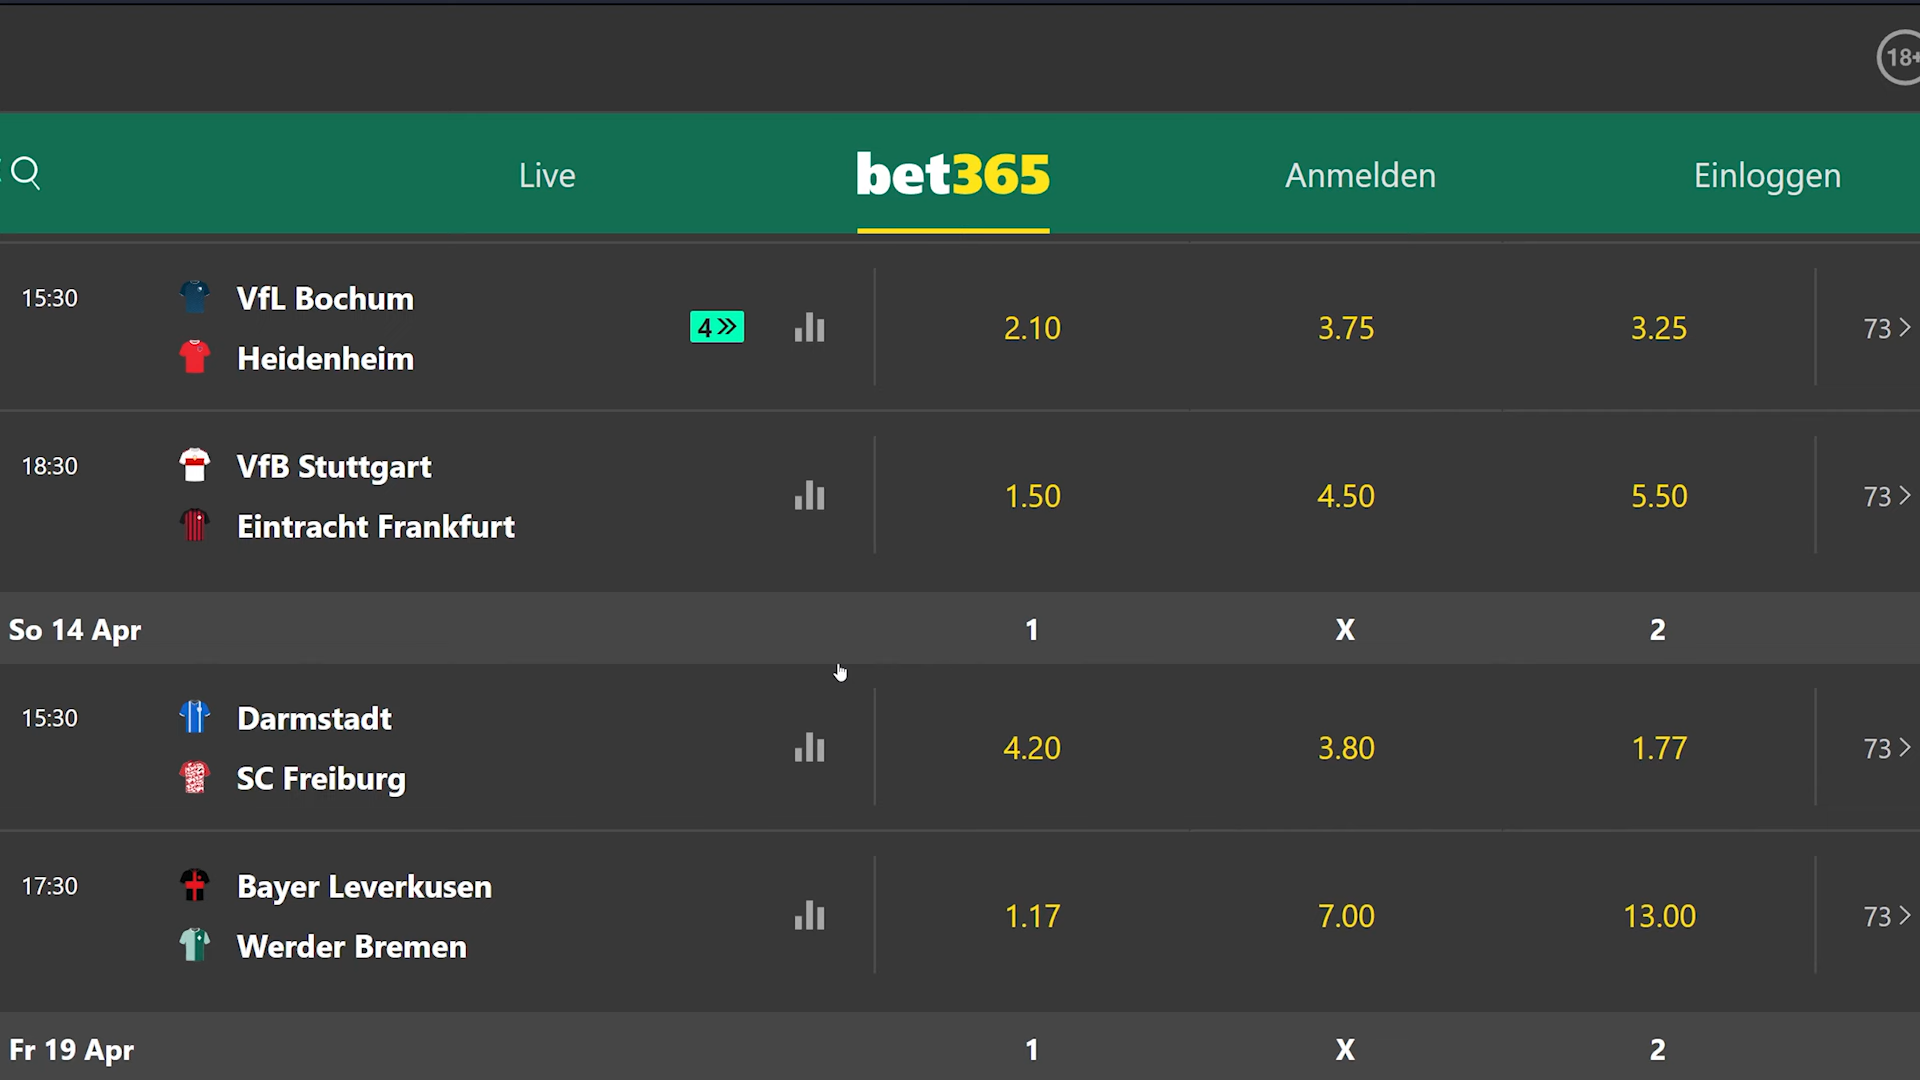 18+
Live bet365 Anmelden Einloggen
15:30 VfL Bochum
Heidenheim
4 2.10 3.75 3.25 73
18:30 VfB Stuttgart
Eintracht Frankfurt
1.50 4.50 5.50 73
So 14 Apr 1 X 2
15:30 Darmstadt
SC Freiburg
4.20 3.80 1.77 73
17:30 Bayer Leverkusen
Werder Bremen
1.17 7.00 13.00 73
Fr 19 Apr 1 X 2